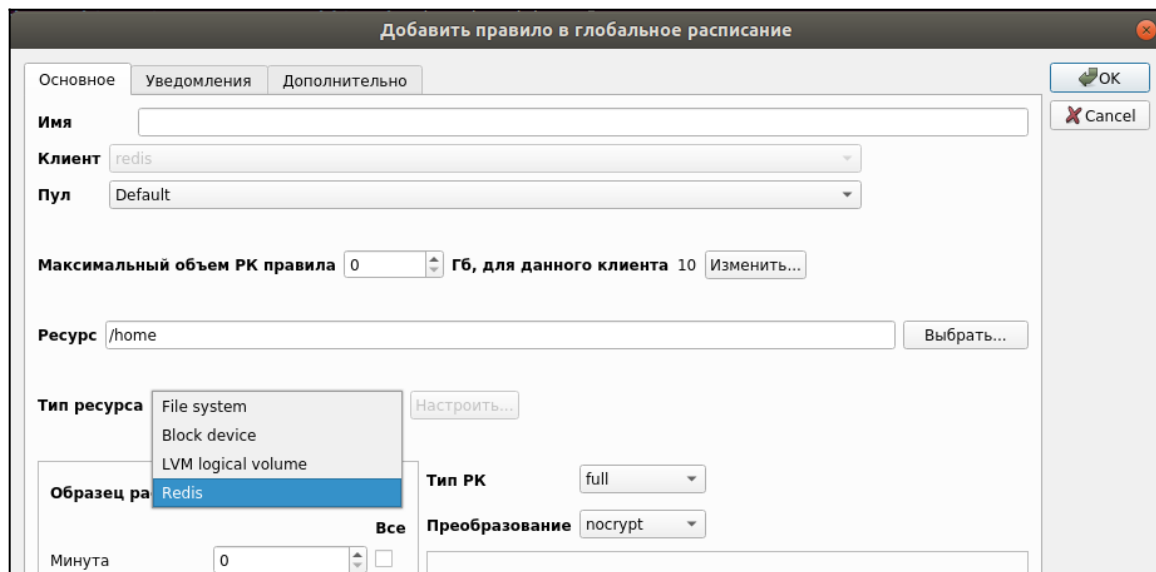 Добавить правило в глобальное расписание
Основное Уведомления Дополнительно
OK
Имя
Cancel
Клиент redis
Пул Default
Максимальный объем РК правила 0 Гб, для данного клиента 10 Изменить...
Ресурс /home Выбрать...
Тип ресурса File system Настроить...
Block device
LVM logical volume
Тип РК full
Redis
Образец
Все
Преобразование nocrypt
Минута 0